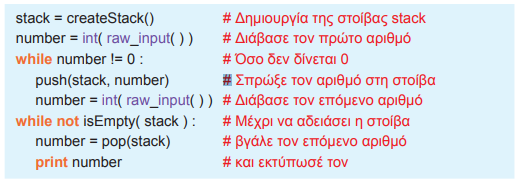 stack = createStack() # Δημιουργία της στοίβας stack
number = int( raw_input( ) ) # Διάβασε τον πρώτο αριθμό
while number != 0 : # Όσο δεν δίνεται 0
push(stack, number) # Σπρώξε τον αριθμό στη στοίβα
number = int( raw_input( ) ) # Διάβασε τον επόμενο αριθμό
while not isEmpty( stack ) : # Μέχρι να αδειάσει η στοίβα
number = pop(stack) # βγάλε τον επόμενο αριθμό
print number # και εκτύπωσέ τον